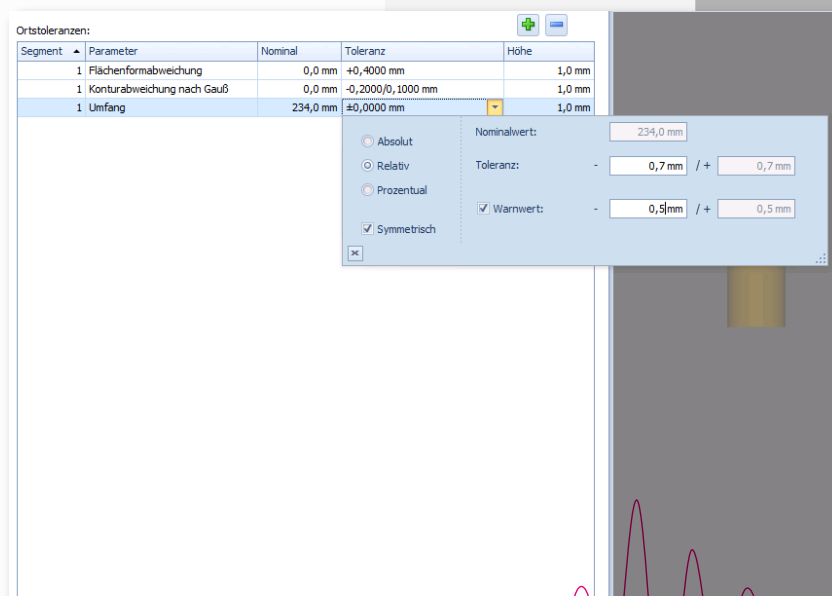 Ortstoleranzen:
Segment Parameter Nominal Toleranz Höhe
1 Flächenformabweichung 0,0 mm +0,4000 mm 1,0 mm
1 Konturabweichung nach Gauß 0,0 mm -0,2000/0,1000 mm 1,0 mm
1 Umfang 234,0 mm ±0,0000 mm 1,0 mm
Nominalwert: 234,0 mm
Absolut
Relativ
Toleranz: - 0,7 mm / + 0,7 mm
Prozentual
Warnwert: - 0,5 mm / + 0,5 mm
Symmetrisch